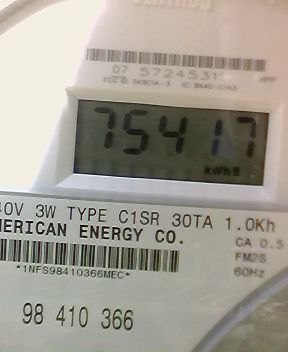 07 5724531
75417
kWh
40V 3W TYPE C1SR 30TA 1.0Kh
MERICAN ENERGY CO.
CA 0.5
*1NFS98410366MEC*
FM2S
60Hz
98 410 366